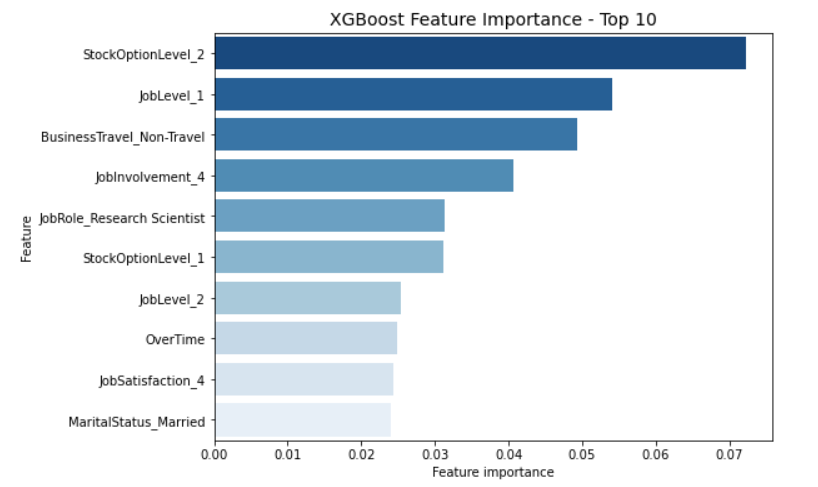 XGBoost Feature Importance - Top 10
StockOptionLevel_2
JobLevel_1
BusinessTravel_Non-Travel
JobInvolvement_4
JobRole_Research Scientist
StockOptionLevel_1
JobLevel_2
OverTime
JobSatisfaction_4
MaritalStatus_Married
Feature
0.00 0.01 0.02 0.03 0.04 0.05 0.06 0.07
Feature importance